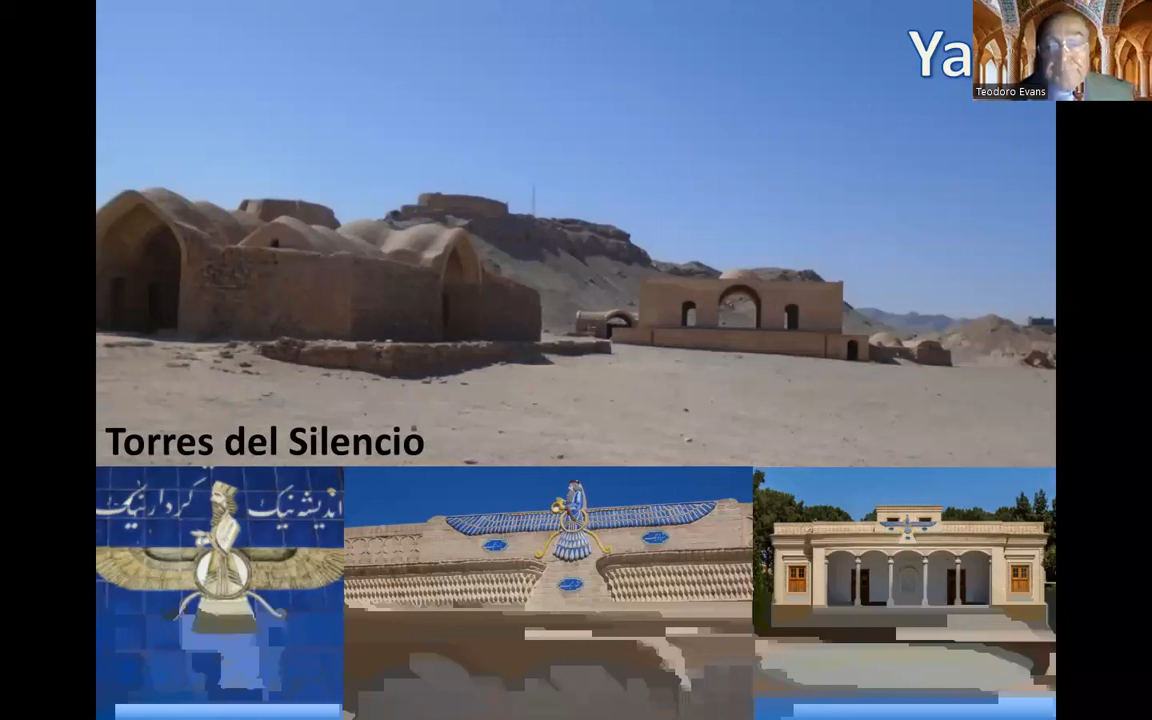 Ya
Teodoro Evans
Torres del Silencio
اندیشه نیک
کردار نیک